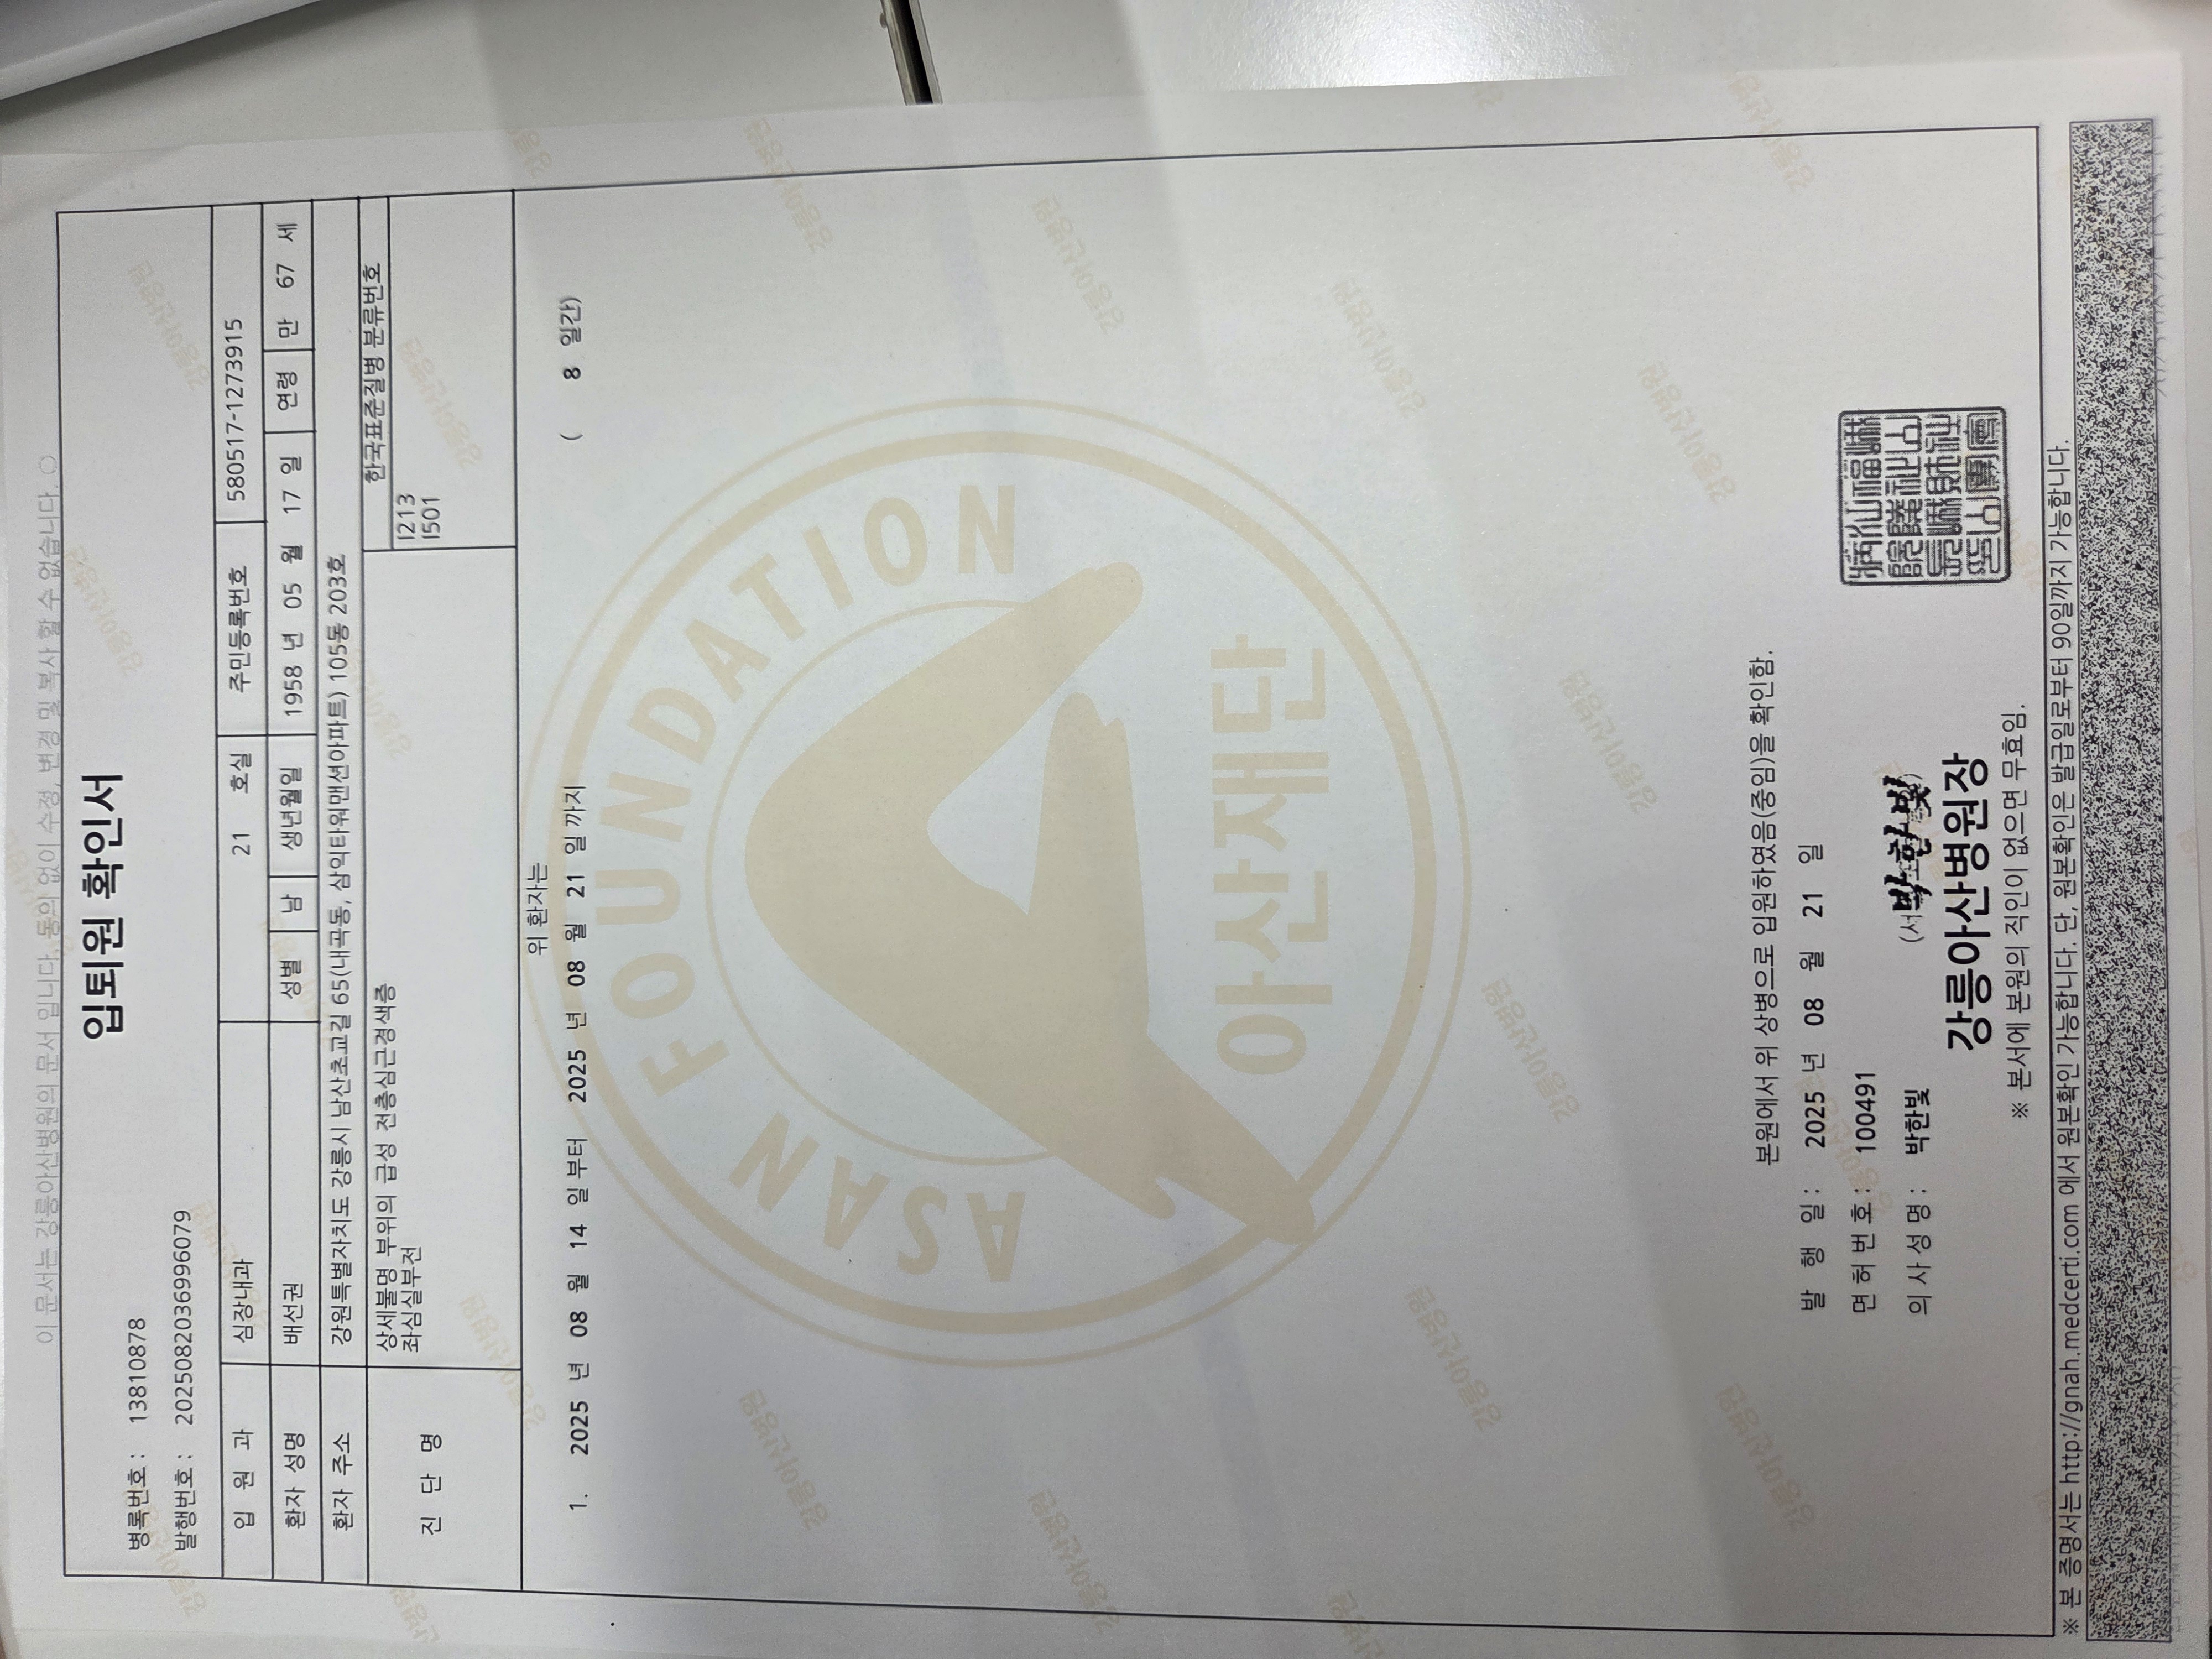 이 문서는 강릉아산병원의 문서 입니다. 동의 없이 수정, 변경 및 복사 할 수 없습니다.
입퇴원 확인서
병록번호 : 13810878
발행번호 : 20250820369960​79
입 원 과 심장내과 21 호실 주민등록번호 580517-1273915
환자 성명 배선권 성별 남 생년월일 1958 년 05 월 17 일 연령 만 67 세
환자 주소 강원특별자치도 강릉시 남산초교길 65(내곡동, 삼익타워맨션아파트) 105동 203호
진 단 명 한국표준질병 분류번호
상세불명 부위의 급성 전층심근경색증 I213
좌심실부전 I501
위 환자는
1. 2025 년 08 월 14 일 부터 2025 년 08 월 21 일 까지 ( 8 일간)
ASAN FOUNDATION
아산재단
본원에서 위 상병으로 입원하였음(중임)을 확인함.
발 행 일 : 2025 년 08 월 21 일
면 허 번 호 : 100491
의 사 성 명 : 박한빛 박한빛
강릉아산병원장
※ 본서에 본원의 직인이 없으면 무효임.
※ 본 증명서는 http://gnah.medcerti.com 에서 원본확인 가능합니다. 단, 원본확인은 발급일로부터 90일까지 가능합니다.